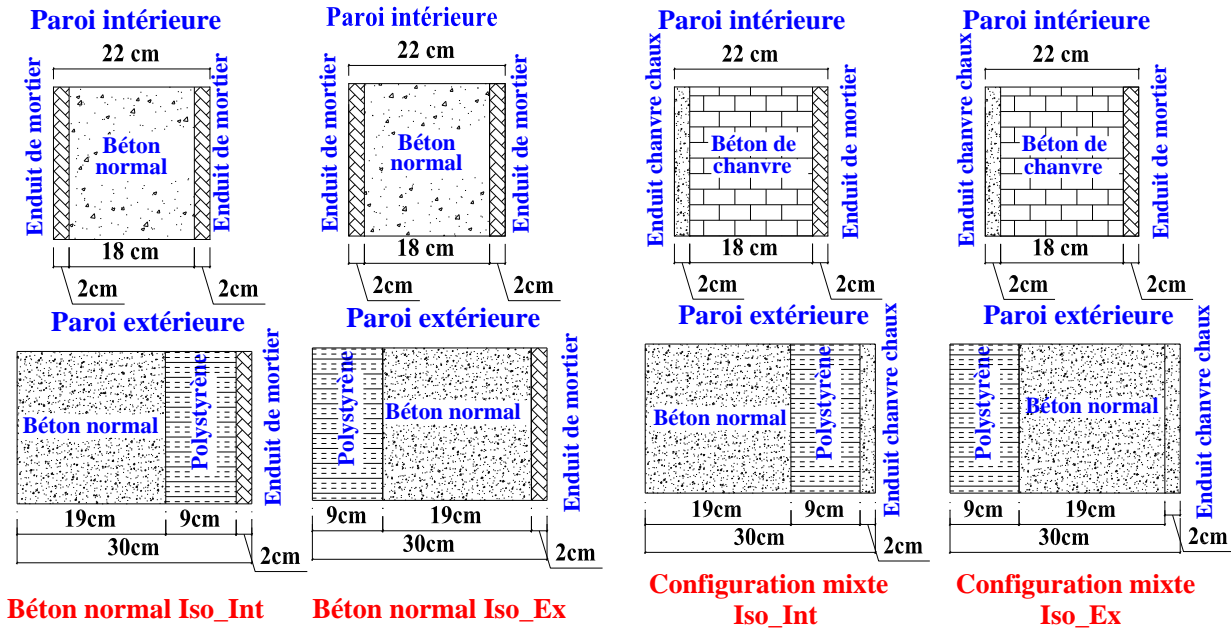 Paroi intérieure
22 cm
Enduit de mortier
Béton
normal
Enduit de mortier
18 cm
2cm
2cm
Paroi extérieure
Béton normal
Polystyrène
Enduit de mortier
19cm
9cm
30cm
2cm
Béton normal Iso_Int
Paroi intérieure
22 cm
Enduit de mortier
Béton
normal
Enduit de mortier
18 cm
2cm
2cm
Paroi extérieure
Polystyrène
Béton normal
Enduit de mortier
9cm
19cm
30cm
2cm
Béton normal Iso_Ex
Paroi intérieure
22 cm
Enduit chanvre chaux
Béton de
chanvre
Enduit de mortier
18 cm
2cm
2cm
Paroi extérieure
Béton normal
Polystyrène
Enduit chanvre chaux
19cm
9cm
30cm
2cm
Configuration mixte
Iso_Int
Paroi intérieure
22 cm
Enduit chanvre chaux
Béton de
chanvre
Enduit de mortier
18 cm
2cm
2cm
Paroi extérieure
Polystyrène
Béton normal
Enduit chanvre chaux
9cm
19cm
30cm
2cm
Configuration mixte
Iso_Ex